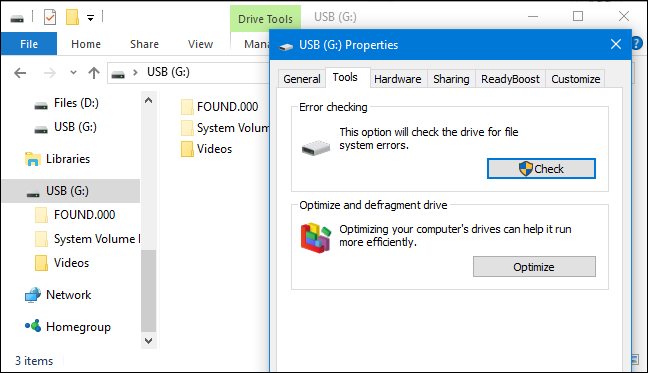 Drive Tools
USB (G:)
File
Home
Share
View
USB (G:)
Files (D:)
USB (G:)
Libraries
USB (G:)
FOUND.000
System Volume
Videos
Network
Homegroup
3 items
FOUND.000
System Volume
Videos
USB (G:) Properties
General
Tools
Hardware
Sharing
ReadyBoost
Customize
Error checking
This option will check the drive for file
system errors.
Check
Optimize and defragment drive
Optimizing your computer's drives can help it run
more efficiently.
Optimize